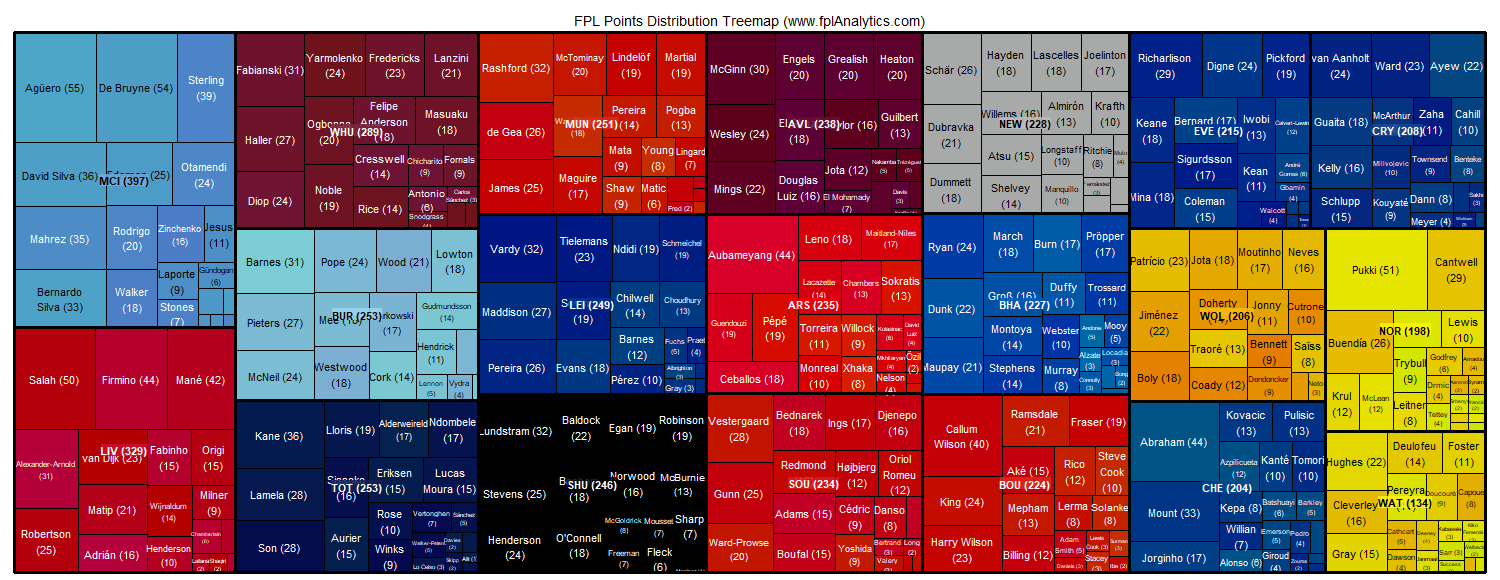 FPL Points Distribution Treemap (www.fplAnalytics.com)
Agüero (55)
De Bruyne (54)
Sterling
(39)
David Silva (36)
(25)
Otamendi
(24)
MCI (397)
Mahrez (35)
Rodrigo
(20)
Zinchenko
(16)
Jesus
(11)
Bernardo
Silva (33)
Walker
(18)
Laporte
(9)
Gündogan
(6)
Stones
(7)
Fabianski (31)
Yarmolenko
(24)
Fredericks
(23)
Lanzini
(21)
Haller (27)
Ogbonna
(20)
Felipe
Anderson
(18)
Masuaku
(18)
WHU (289)
Diop (24)
Noble
(19)
Cresswell
(14)
Chicharito
(9)
Fornals
(9)
Rice (14)
Antonio
(6)
Carlos
Sánchez (3)
Snodgrass
(4)
Rashford (32)
McTominay
(20)
Lindelöf
(19)
Martial
(19)
de Gea (26)
(18)
Pereira
(14)
Pogba
(13)
MUN (251)
James (25)
Maguire
(17)
Mata
(9)
Young
(8)
Lingard
(7)
Shaw
(9)
Matic
(6)
Fred (2)
McGinn (30)
Engels
(20)
Grealish
(20)
Heaton
(20)
Wesley (24)
(18)
(16)
Guilbert
(13)
AVL (238)
Mings (22)
Douglas
Luiz (16)
Jota (12)
Nakamba
(5)
Trézéguet
(5)
El Mohamady
(7)
Davis
(3)
Schär (26)
Hayden
(18)
Lascelles
(18)
Joelinton
(17)
Dubravka
(21)
Willems (16)
Almirón
(13)
Krafth
(10)
NEW (228)
Dummett
(18)
Atsu (15)
Longstaff
(10)
Ritchie
(8)
(4)
Shelvey
(14)
Manquillo
(10)
Fernández
(3)
Richarlison
(29)
Digne (24)
Pickford
(19)
Keane
(18)
Bernard (17)
Iwobi
(13)
Calvert-Lewin
(12)
EVE (215)
Mina (18)
Sigurdsson
(17)
Kean
(11)
André
Gomes (6)
Gbamin
(4)
Coleman
(15)
Walcott
(4)
van Aanholt
(24)
Ward (23)
Ayew (22)
Guaita (18)
McArthur
(11)
Zaha
(11)
Cahill
(10)
CRY (208)
Kelly (16)
Milivojevic
(10)
Townsend
(9)
Benteke
(8)
Schlupp
(15)
Kouyaté
(9)
Dann (8)
Sakho
(3)
Meyer (4)
Salah (50)
Firmino (44)
Mané (42)
Alexander-Arnold
(31)
van Dijk (23)
Fabinho
(15)
Origi
(15)
LIV (329)
Robertson
(25)
Matip (21)
Wijnaldum
(14)
Milner
(9)
Chamberlain
(6)
Adrián (16)
Henderson
(10)
Lallana
(2)
Shaqiri
(2)
Barnes (31)
Pope (24)
Wood (21)
Lowton
(18)
Pieters (27)
Mee (18)
Tarkowski
(17)
Gudmundsson
(14)
BUR (253)
McNeil (24)
Westwood
(18)
Cork (14)
Hendrick
(11)
Lennon
(5)
Vydra
(4)
Vardy (32)
Tielemans
(23)
Ndidi (19)
Schmeichel
(19)
Maddison (27)
(19)
Chilwell
(14)
Choudhury
(13)
LEI (249)
Pereira (26)
Evans (18)
Barnes
(12)
Fuchs
(5)
Praet
(4)
Albrighton
(3)
Pérez (10)
Gray (3)
Aubameyang (44)
Leno (18)
Maitland-Niles
(17)
Lacazette
(14)
Chambers
(13)
Sokratis
(13)
ARS (235)
Guendouzi
(19)
Pépé
(19)
Torreira
(11)
Willock
(9)
Kolasinac
(6)
David
Luiz (4)
Ceballos (18)
Monreal
(10)
Xhaka
(8)
Mkhitaryan
(4)
Özil
(2)
Nelson
(4)
Ryan (24)
March
(18)
Burn (17)
Pröpper
(17)
Dunk (22)
Groß (16)
Duffy
(11)
Trossard
(11)
BHA (227)
Maupay (21)
Montoya
(14)
Webster
(10)
Andone
(5)
Mooy
(5)
Stephens
(14)
Murray
(8)
Alzate
(3)
Locadia
(3)
Connolly
(3)
Bong
(2)
Patrício (23)
Jota (18)
Moutinho
(17)
Neves
(16)
Jiménez
(22)
Doherty
Jonny
(11)
Cutrone
(10)
WOL (206)
Boly (18)
Traoré (13)
Bennett
(9)
Saïss
(8)
Coady (12)
Dendoncker
(9)
Neto
(3)
Pukki (51)
Cantwell
(29)
Buendía (26)
Lewis
(10)
NOR (198)
Trybull
(9)
Godfrey
(6)
Amadou
(4)
Krul
(12)
McLean
(12)
Leitner
(8)
Drmic
(4)
Tettey
(4)
Kane (36)
Lloris (19)
Alderweireld
(17)
Ndombele
(17)
Lamela (28)
Sissoko
(16)
Eriksen
(15)
Lucas
Moura (15)
TOT (253)
Son (28)
Rose
(10)
Vertonghen
(7)
Sánchez
(5)
Aurier
(15)
Winks
(9)
Walker-Peters
(5)
Davies
(2)
Lo Celso (3)
Skipp
(2)
Alli (1)
Lundstram (32)
Baldock
(22)
Egan (19)
Robinson
(19)
Stevens (25)
Norwood
(16)
McBurnie
(13)
SHU (246)
Henderson
(24)
O'Connell
(18)
McGoldrick
(8)
Mousset
(7)
Sharp
(7)
Freeman
(7)
Fleck
(6)
Vestergaard
(28)
Bednarek
(18)
Ings (17)
Djenepo
(16)
Gunn (25)
Redmond
Højbjerg
(12)
Oriol
Romeu
(12)
SOU (234)
Ward-Prowse
(20)
Adams (15)
Cédric
(9)
Danso
(8)
Boufal (15)
Yoshida
(9)
Bertrand
(3)
Long
(2)
Valery
(3)
Callum
Wilson (40)
Ramsdale
(21)
Fraser (19)
King (24)
Aké (15)
Rico
(12)
Steve
Cook
(10)
BOU (224)
Harry Wilson
(23)
Mepham
(13)
Lerma
(8)
Solanke
(8)
Billing (12)
Adam
Smith (5)
Lewis
Cook (3)
Surman
(3)
Daniels (3)
Stacey
(3)
Ibe (2)
Abraham (44)
Kovacic
(13)
Pulisic
(13)
Mount (33)
Azpilicueta
(12)
Kanté
(10)
Tomori
(10)
CHE (204)
Jorginho (17)
Kepa (8)
Batshuayi
(6)
Barkley
(5)
Willian
(7)
Emerson
(5)
Pedro
(4)
Alonso (6)
Giroud
(4)
Zouma
(2)
Hughes (22)
Deulofeu
(14)
Foster
(11)
Cleverley
(16)
Pereyra
Doucouré
(9)
Capoue
(8)
WAT (134)
Gray (15)
Cathcart
(5)
Deeney
(4)
Kabasele
(3)
Kiko
Femenía
(3)
Dawson
(4)
Janmaat
(3)
Sarr (3)
Welbeck
(2)
Success
(2)